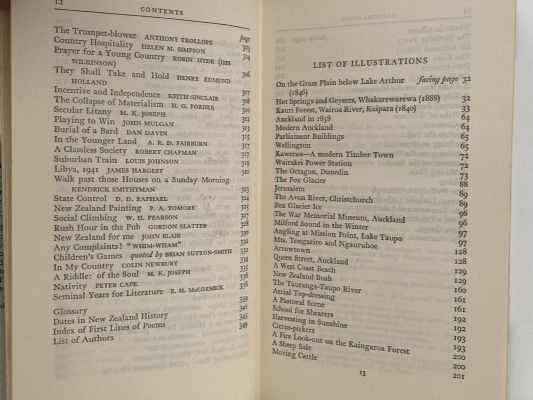 12
CONTENTS
page
The Trumpet-blower ANTHONY TROLLOPE 303
Country Hospitality HELEN M. SIMPSON 304
Prayer for a Young Country ROBIN HYDE (IRIS
WILKINSON)
They Shall Take and Hold HENRY EDMUND
HOLLAND
Incentive and Independence KEITH SINCLAIR
The Collapse of Materialism H. G. FORDER
Secular Litany M. K. JOSEPH
Playing to Win JOHN MULGAN
Burial of a Bard DAN DAVIN
In the Younger Land A. R. D. FAIRBURN
A Classless Society ROBERT CHAPMAN
Suburban Train LOUIS JOHNSON
Libya, 1941 JAMES HARGEST
Walk past those Houses on a Sunday Morning
KENDRICK SMITHYMAN
State Control D. D. RAPHAEL
New Zealand Painting P. A. TOMORY
Social Climbing W. H. PEARSON
Rush Hour in the Pub GORDON SLATTER
New Zealand for me JOHN BLAIR
Any Complaints? "WHIM-WHAM"
Children's Games quoted by BRIAN SUTTON-SMITH
In My Country COLIN NEWBURY
A Riddle: of the Soul M. K. JOSEPH
Nativity PETER CAPE
Seminal Years for Literature R. H. McCORMICK
Glossary 339
Dates in New Zealand History 341
Index of First Lines of Poems 345
List of Authors 349
LIST OF ILLUSTRATIONS
On the Grass Plain below Lake Arthur facing page 32
(1846)
Hot Springs and Geysers, Whakarewarewa (1888) 32
Kauri Forest, Wairoa River, Kaipara (1840) 33
Auckland in 1858 64
Modern Auckland 64
Parliament Buildings 65
Wellington 65
Kawerau—A modern Timber Town 72
Wairakei Power Station 72
The Octagon, Dunedin 73
The Fox Glacier 88
Jerusalem 88
The Avon River, Christchurch 89
Fox Glacier Ice 89
The War Memorial Museum, Auckland 96
Milford Sound in the Winter 96
Angling at Mission Point, Lake Taupo 97
Mts. Tongariro and Ngauruhoe 97
Arrowtown 128
Queen Street, Auckland 128
A West Coast Beach 129
New Zealand Bush 129
The Tauranga-Taupo River 160
Aerial Top-dressing 160
A Pastoral Scene 161
School for Shearers 161
Harvesting in Sunshine 192
Citrus-pickers 192
A Fire Look-out on the Kaingaroa Forest 193
A Sheep Sale 200
Moving Cattle 201
13